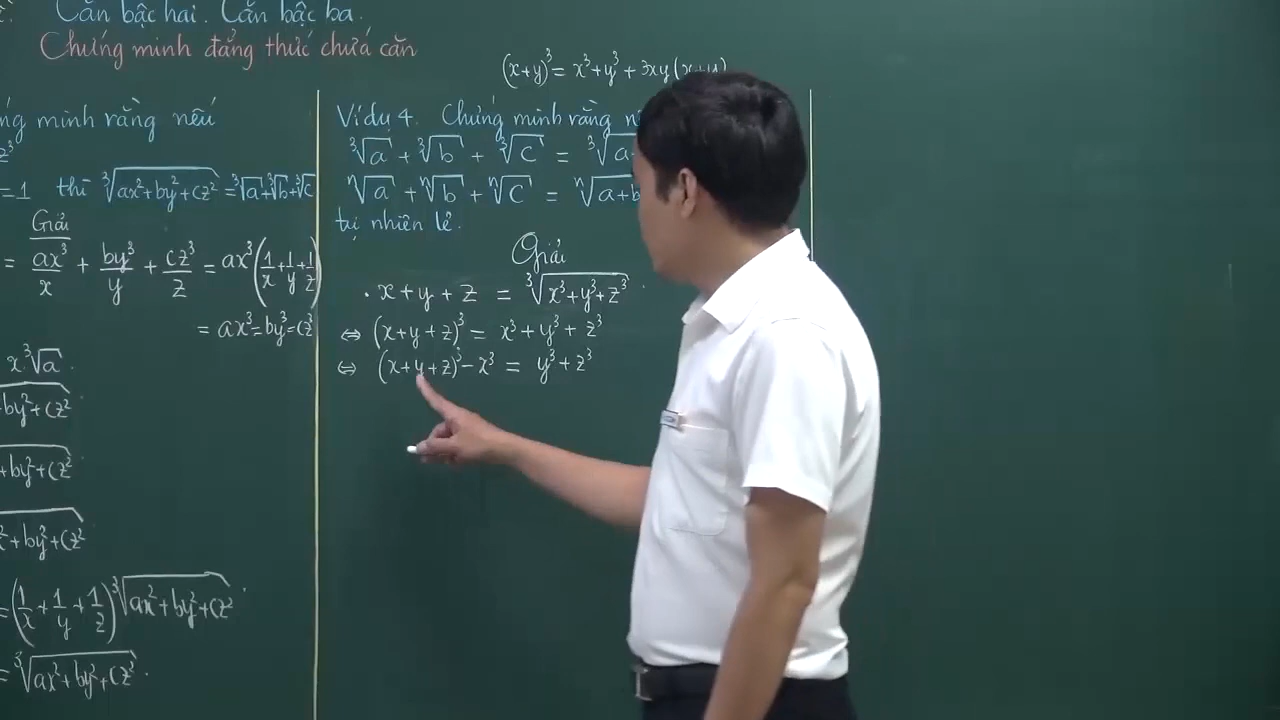 Căn bậc hai. Căn bậc ba.
Chứng minh đẳng thức chứa căn
(x+y)³ = x³+y³ + 3xy(x+y)
minh rằng nếu
z³
=1 thì ∛(ax²+by²+cz²) = ∛a+∛b+∛c
Giải
= ax³/x + by³/y + cz³/z = ax³(1/x+1/y+1/z)
= ax³=by³=cz³
x∛a.
by²+cz²
+by²+cz²
+by²+cz²
=(1/x+1/y+1/z)∛(ax²+by²+cz²).
=∛(ax²+by²+cz²).
Ví dụ 4. Chứng minh rằng
∛a + ∛b + ∛c = ∛a
ⁿ√a + ⁿ√b + ⁿ√c = ⁿ√a+b
tự nhiên lẻ.
Giải
. x+y+z = ∛(x³+y³+z³).
⇔ (x+y+z)³ = x³+y³+z³
⇔ (x+y+z)³-x³ = y³+z³